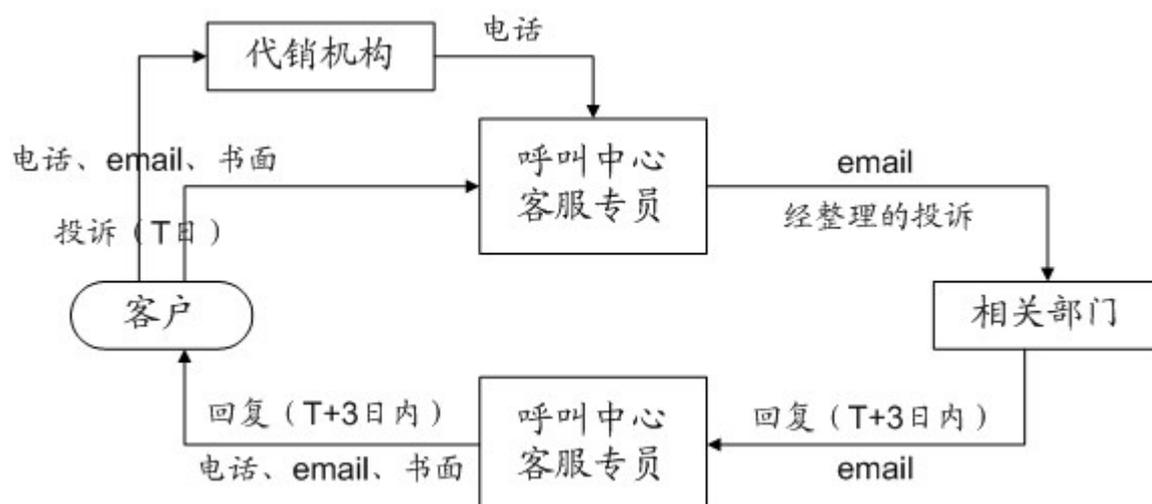 电话
代销机构
呼叫中心
客服专员
电话、email、书面
email
经整理的投诉
投诉（T日）
客户
相关部门
回复（T+3日内）
呼叫中心
客服专员
回复（T+3日内）
电话、email、书面
email